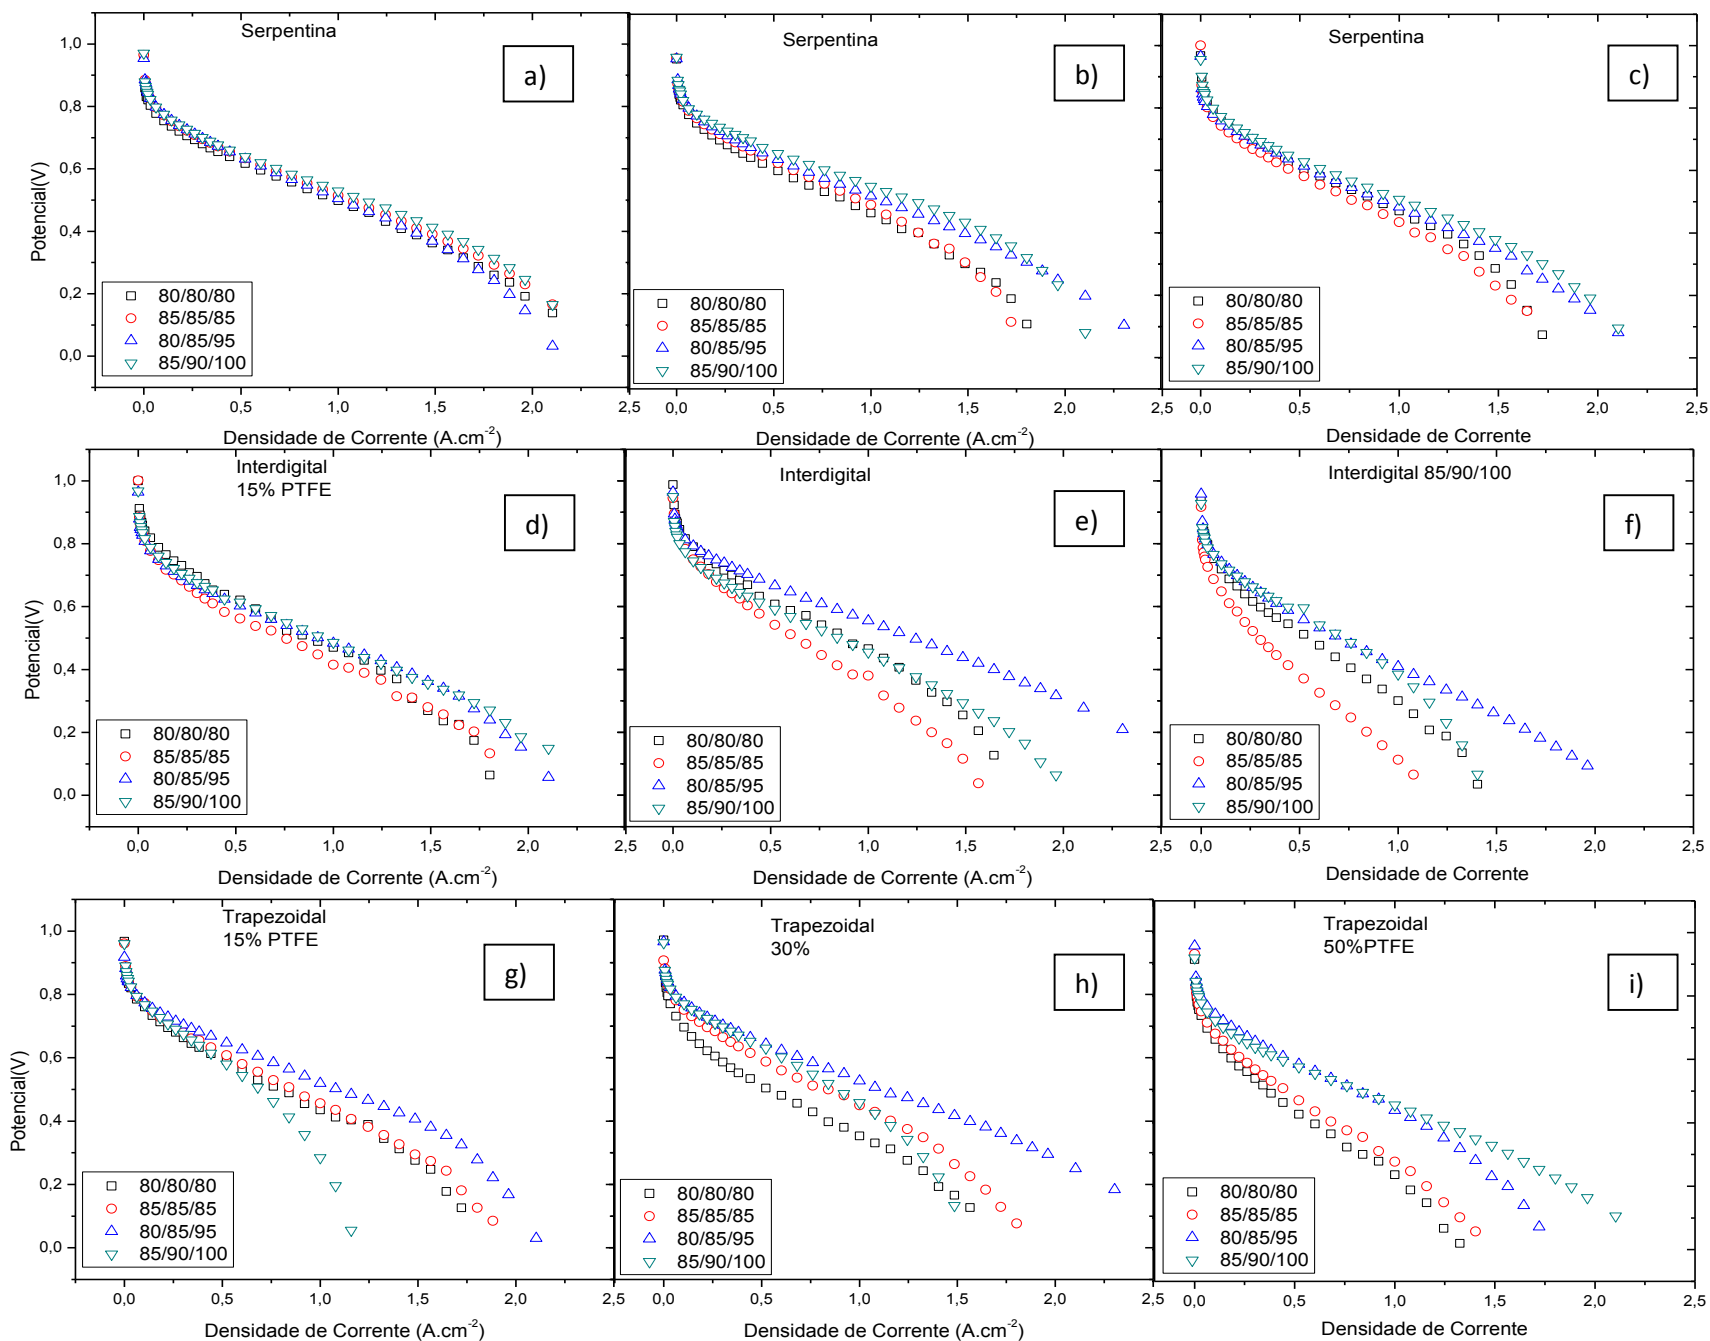 Serpentina
a)
1,0
0,8
0,6
0,4
0,2
0,0
Potencial(V)
80/80/80
85/85/85
80/85/95
85/90/100
0,0 0,5 1,0 1,5 2,0 2,5
Densidade de Corrente (A.cm-2)
Serpentina
b)
80/80/80
85/85/85
80/85/95
85/90/100
0,0 0,5 1,0 1,5 2,0 2,5
Densidade de Corrente (A.cm-2)
Serpentina
c)
80/80/80
85/85/85
80/85/95
85/90/100
0,0 0,5 1,0 1,5 2,0 2,5
Densidade de Corrente
Interdigital
15% PTFE
d)
1,0
0,8
0,6
0,4
0,2
0,0
Potencial(V)
80/80/80
85/85/85
80/85/95
85/90/100
0,0 0,5 1,0 1,5 2,0 2,5
Densidade de Corrente (A.cm-2)
Interdigital
e)
80/80/80
85/85/85
80/85/95
85/90/100
0,0 0,5 1,0 1,5 2,0 2,5
Densidade de Corrente (A.cm-2)
Interdigital 85/90/100
f)
80/80/80
85/85/85
80/85/95
85/90/100
0,0 0,5 1,0 1,5 2,0 2,5
Densidade de Corrente
Trapezoidal
15% PTFE
g)
1,0
0,8
0,6
0,4
0,2
0,0
Potencial(V)
80/80/80
85/85/85
80/85/95
85/90/100
0,0 0,5 1,0 1,5 2,0 2,5
Densidade de Corrente (A.cm-2)
Trapezoidal
30%
h)
80/80/80
85/85/85
80/85/95
85/90/100
0,0 0,5 1,0 1,5 2,0 2,5
Densidade de Corrente (A.cm-2)
Trapezoidal
50%PTFE
i)
80/80/80
85/85/85
80/85/95
85/90/100
0,0 0,5 1,0 1,5 2,0 2,5
Densidade de Corrente